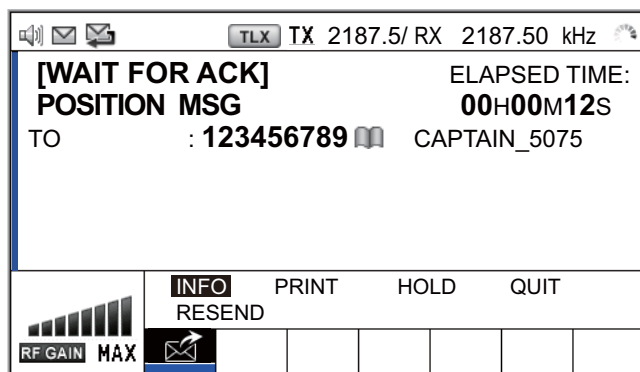 TLX TX 2187.5/ RX 2187.50 kHz
[WAIT FOR ACK] ELAPSED TIME:
POSITION MSG 00H00M12S
TO : 123456789 CAPTAIN_5075
INFO PRINT HOLD QUIT
RESEND
RF GAIN MAX